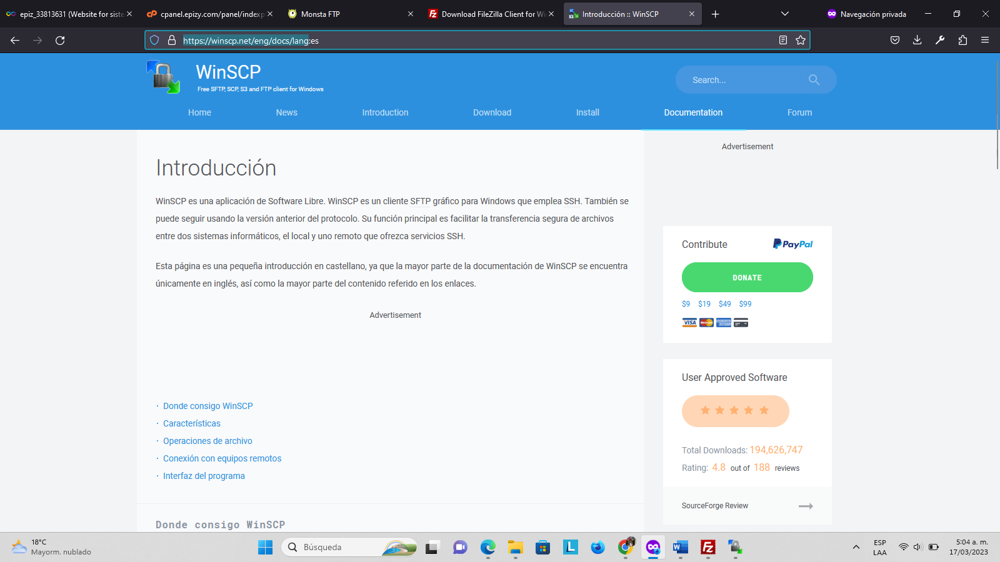 epiz_33813631 (Website for siste
cpanel.epizy.com/panel/indexp
Monsta FTP
Download FileZilla Client for Wi
Introducción :: WinSCP
Navegación privada
https://winscp.net/eng/docs/lang:es
WinSCP
Free SFTP, SCP, S3 and FTP client for Windows
Search...
Home
News
Introduction
Download
Install
Documentation
Forum
Introducción
WinSCP es una aplicación de Software Libre. WinSCP es un cliente SFTP gráfico para Windows que emplea SSH. También se
puede seguir usando la versión anterior del protocolo. Su función principal es facilitar la transferencia segura de archivos
entre dos sistemas informáticos, el local y uno remoto que ofrezca servicios SSH.
Esta página es una pequeña introducción en castellano, ya que la mayor parte de la documentación de WinSCP se encuentra
únicamente en inglés, así como la mayor parte del contenido referido en los enlaces.
Advertisement
· Donde consigo WinSCP
· Características
· Operaciones de archivo
· Conexión con equipos remotos
· Interfaz del programa
Donde consigo WinSCP
Advertisement
Contribute
PayPal
DONATE
$9 $19 $49 $99
VISA
User Approved Software
Total Downloads: 194,626,747
Rating: 4.8 out of 188 reviews
SourceForge Review
18°C
Mayorm. nublado
Búsqueda
ESP
LAA
5:04 a. m.
17/03/2023